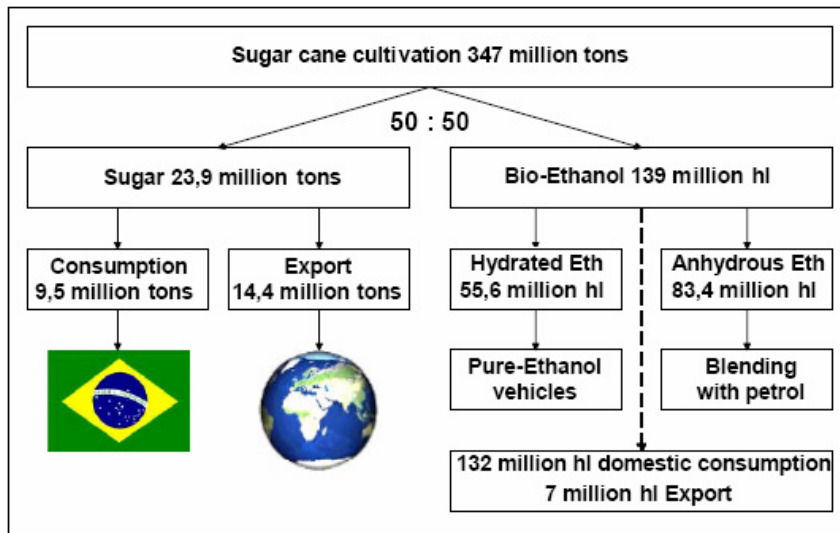 Sugar cane cultivation 347 million tons
50 : 50
Sugar 23,9 million tons
Bio-Ethanol 139 million hl
Consumption
9,5 million tons
Export
14,4 million tons
Hydrated Eth
55,6 million hl
Anhydrous Eth
83,4 million hl
Pure-Ethanol
vehicles
Blending
with petrol
132 million hl domestic consumption
7 million hl Export